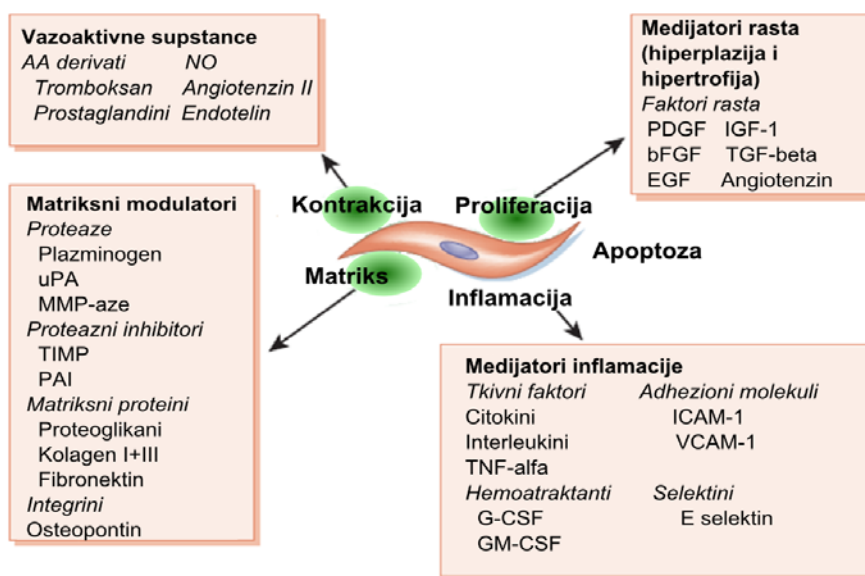 Vazoaktivne supstance
AA derivati NO
Tromboksan Angiotenzin II
Prostaglandini Endotelin
Medijatori rasta
(hiperplazija i
hipertrofija)
Faktori rasta
PDGF IGF-1
bFGF TGF-beta
EGF Angiotenzin
Kontrakcija
Proliferacija
Matriks
Apoptoza
Inflamacija
Matriksni modulatori
Proteaze
Plazminogen
uPA
MMP-aze
Proteazni inhibitori
TIMP
PAI
Matriksni proteini
Proteoglikani
Kolagen I+III
Fibronektin
Integrini
Osteopontin
Medijatori inflamacije
Tkivni faktori Adhezioni molekuli
Citokini ICAM-1
Interleukini VCAM-1
TNF-alfa
Hemoatraktanti Selektini
G-CSF E selektin
GM-CSF